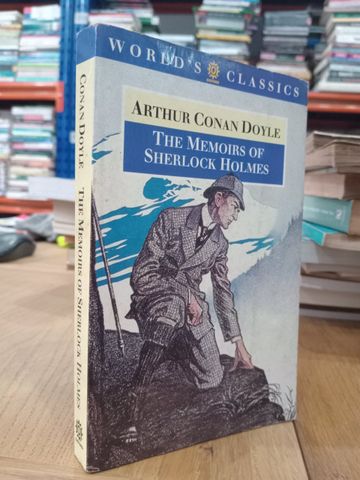 WORLD'S CLASSICS
ARTHUR CONAN DOYLE
THE MEMOIRS OF
SHERLOCK HOLMES
CONAN DOYLE THE MEMOIRS OF SHERLOCK HOLMES